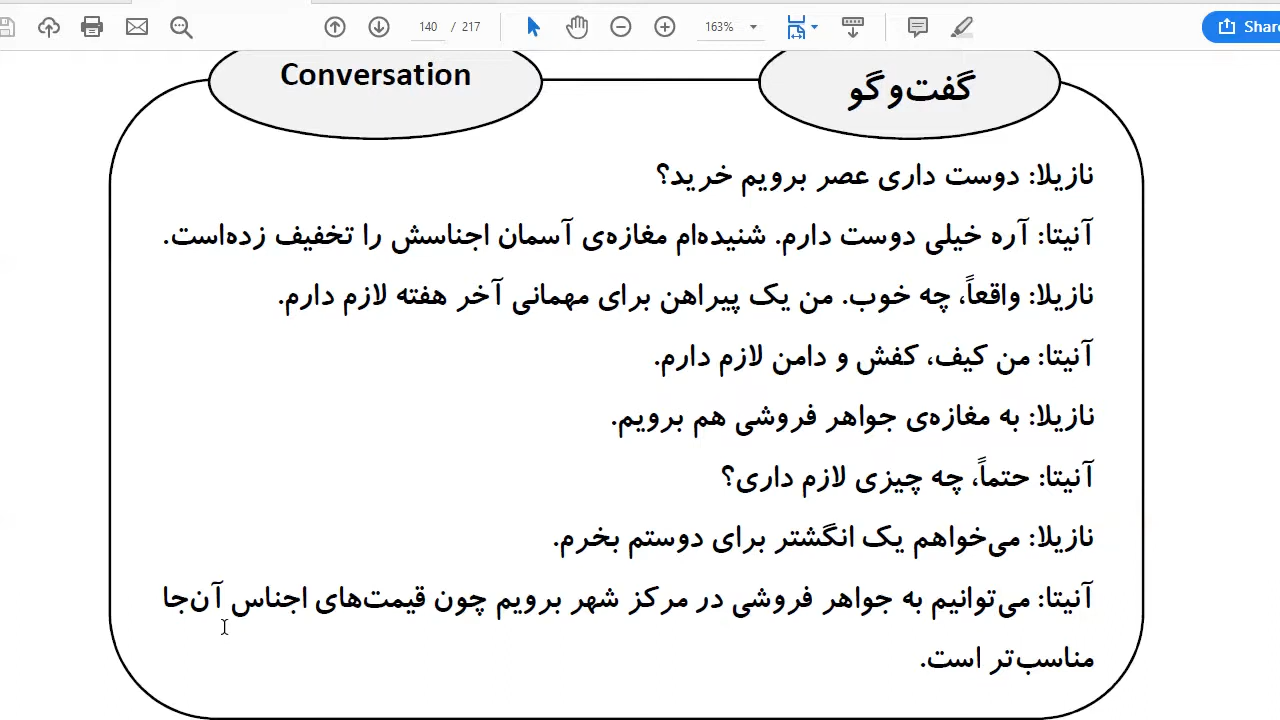 140 / 217
163%
Share
Conversation
گفت‌وگو
نازیلا: دوست داری عصر برویم خرید؟
آنیتا: آره خیلی دوست دارم. شنیده‌ام مغازه‌ی آسمان اجناسش را تخفیف زده‌است.
نازیلا: واقعاً، چه خوب. من یک پیراهن برای مهمانی آخر هفته لازم دارم.
آنیتا: من کیف، کفش و دامن لازم دارم.
نازیلا: به مغازه‌ی جواهر فروشی هم برویم.
آنیتا: حتماً، چه چیزی لازم داری؟
نازیلا: می‌خواهم یک انگشتر برای دوستم بخرم.
آنیتا: می‌توانیم به جواهر فروشی در مرکز شهر برویم چون قیمت‌های اجناس آن‌جا
مناسب‌تر است.